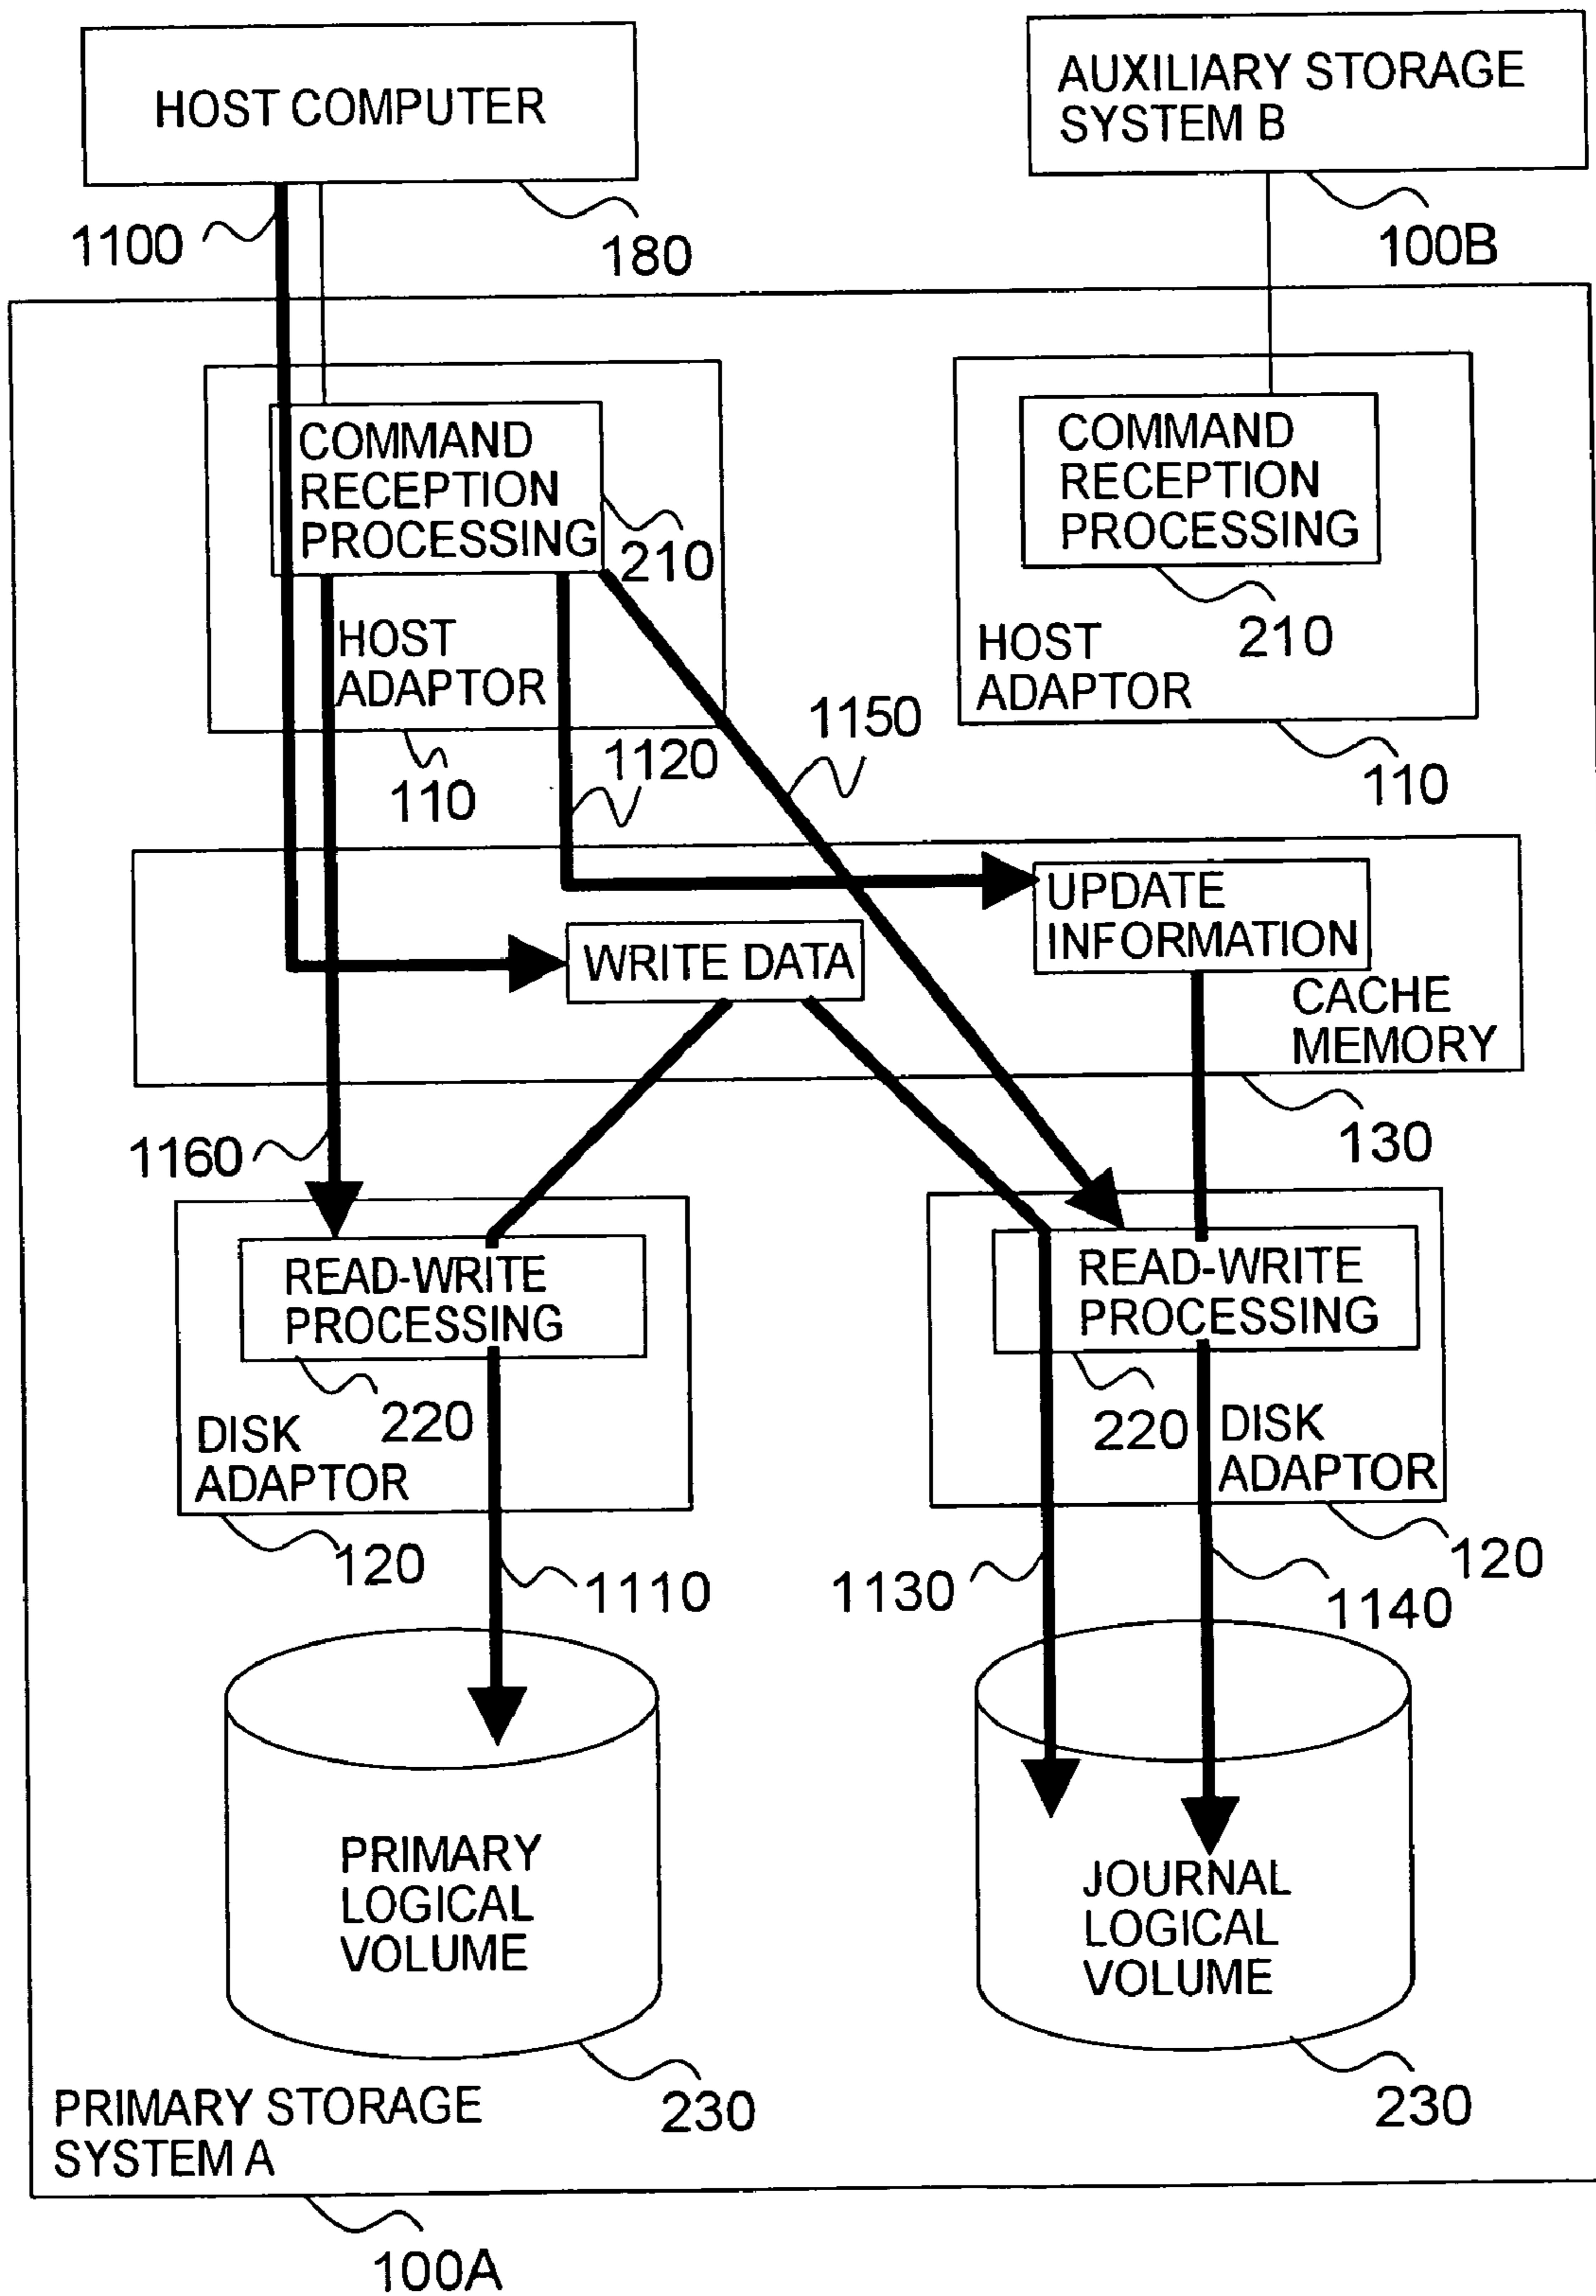 HOST COMPUTER
AUXILIARY STORAGE
SYSTEM B
1100
180
100B
COMMAND
RECEPTION
PROCESSING
210
HOST
ADAPTOR
110
COMMAND
RECEPTION
PROCESSING
210
HOST
ADAPTOR
110
1120
1150
UPDATE
INFORMATION
WRITE DATA
CACHE
MEMORY
130
1160
READ-WRITE
PROCESSING
220
DISK
ADAPTOR
120
READ-WRITE
PROCESSING
220
DISK
ADAPTOR
120
1110
1130
1140
PRIMARY
LOGICAL
VOLUME
230
JOURNAL
LOGICAL
VOLUME
230
PRIMARY STORAGE
SYSTEM A
100A